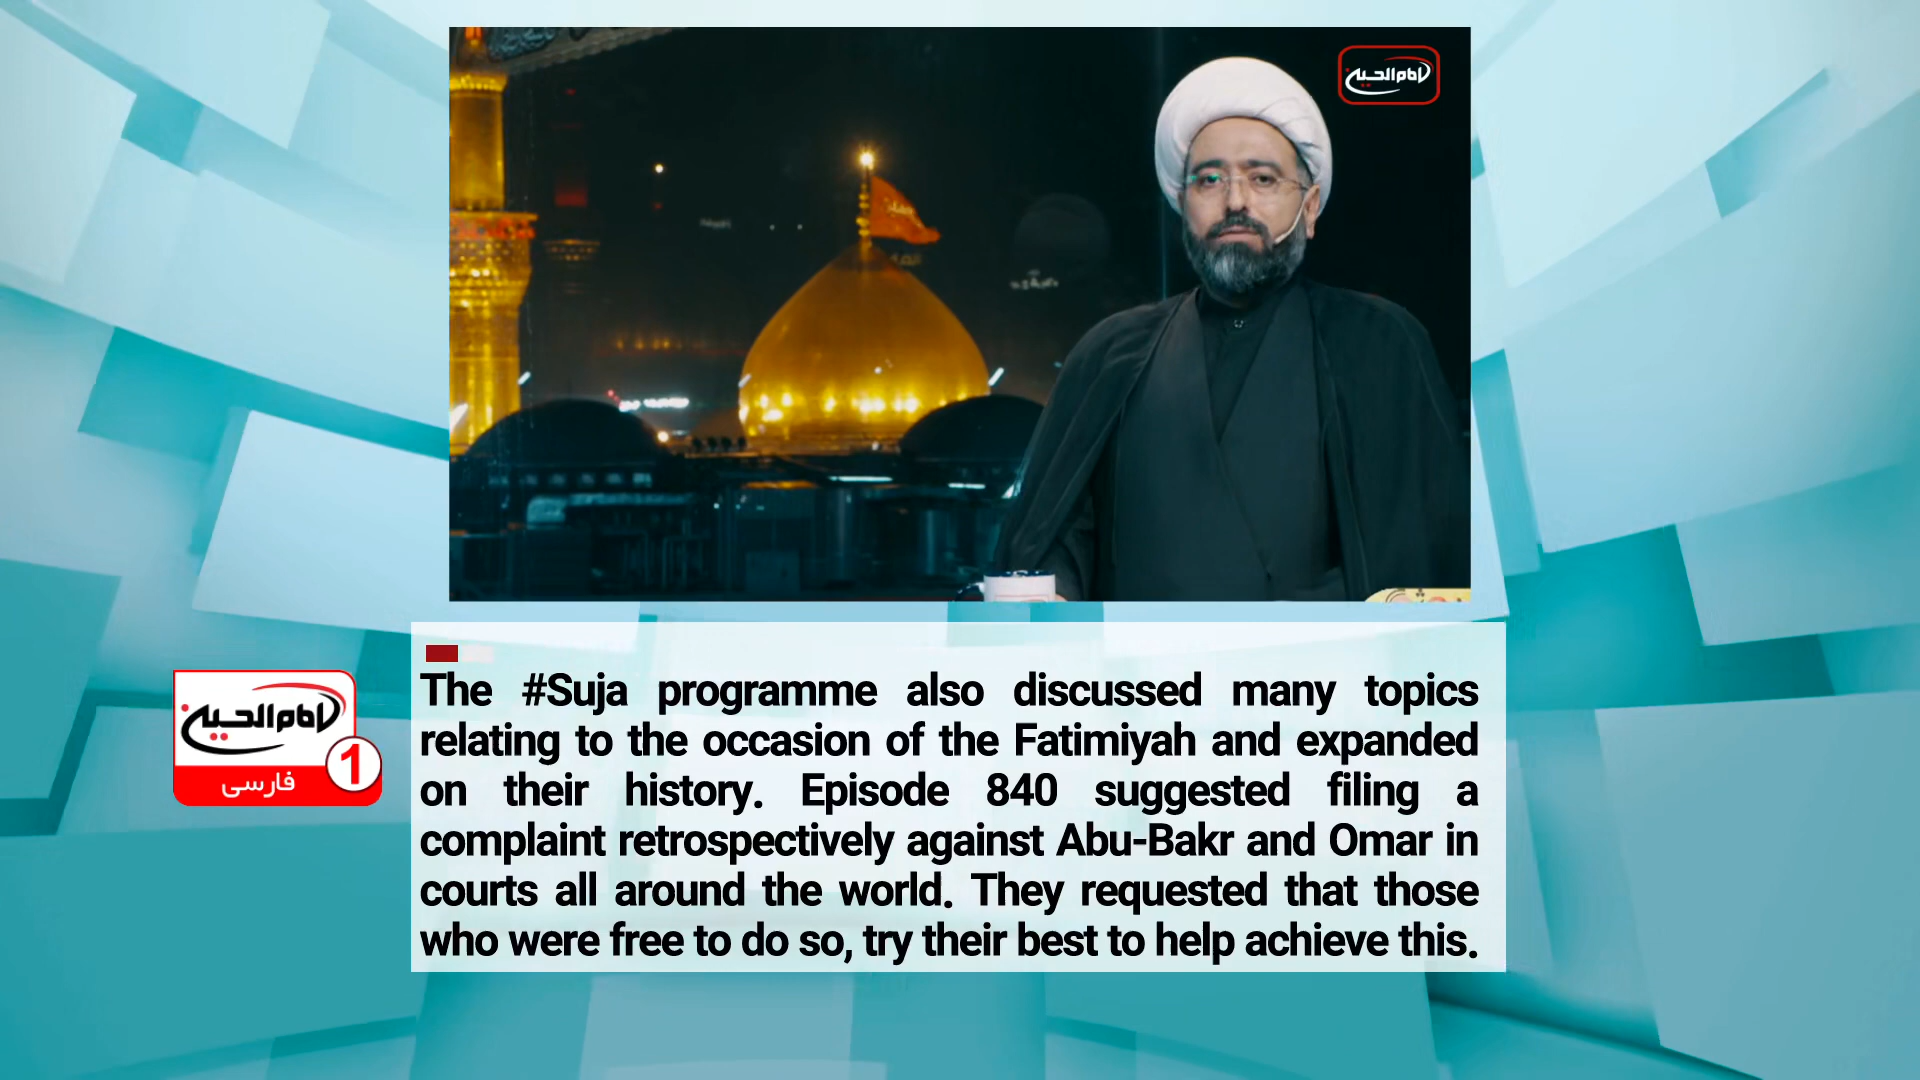 امام الحسین
The #Suja programme also discussed many topics
relating to the occasion of the Fatimiyah and expanded
on their history. Episode 840 suggested filing a
complaint retrospectively against Abu-Bakr and Omar in
courts all around the world. They requested that those
who were free to do so, try their best to help achieve this.
امام الحسین
1
فارسی